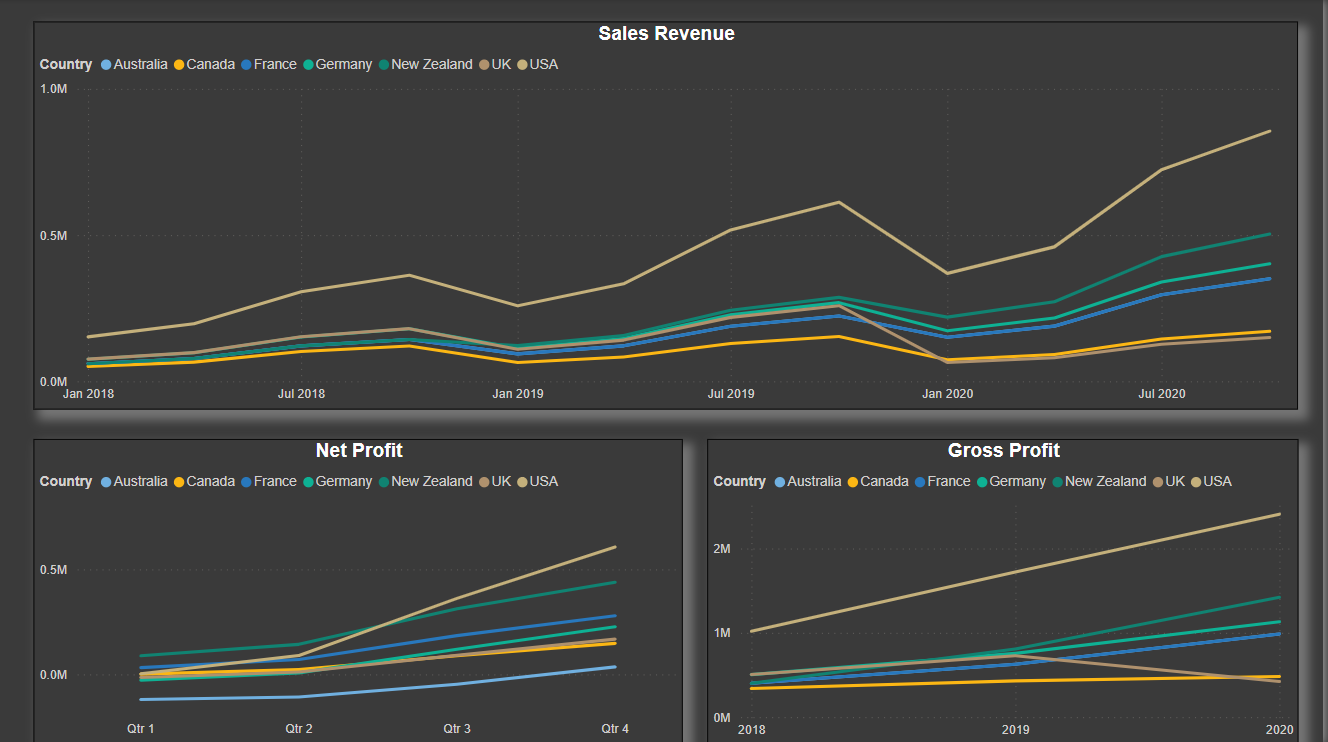 Sales Revenue
Country Australia Canada France Germany New Zealand UK USA
1.0M
0.5M
0.0M
Jan 2018 Jul 2018 Jan 2019 Jul 2019 Jan 2020 Jul 2020
Net Profit
Country Australia Canada France Germany New Zealand UK USA
0.5M
0.0M
Qtr 1 Qtr 2 Qtr 3 Qtr 4
Gross Profit
Country Australia Canada France Germany New Zealand UK USA
2M
1M
0M
2018 2019 2020